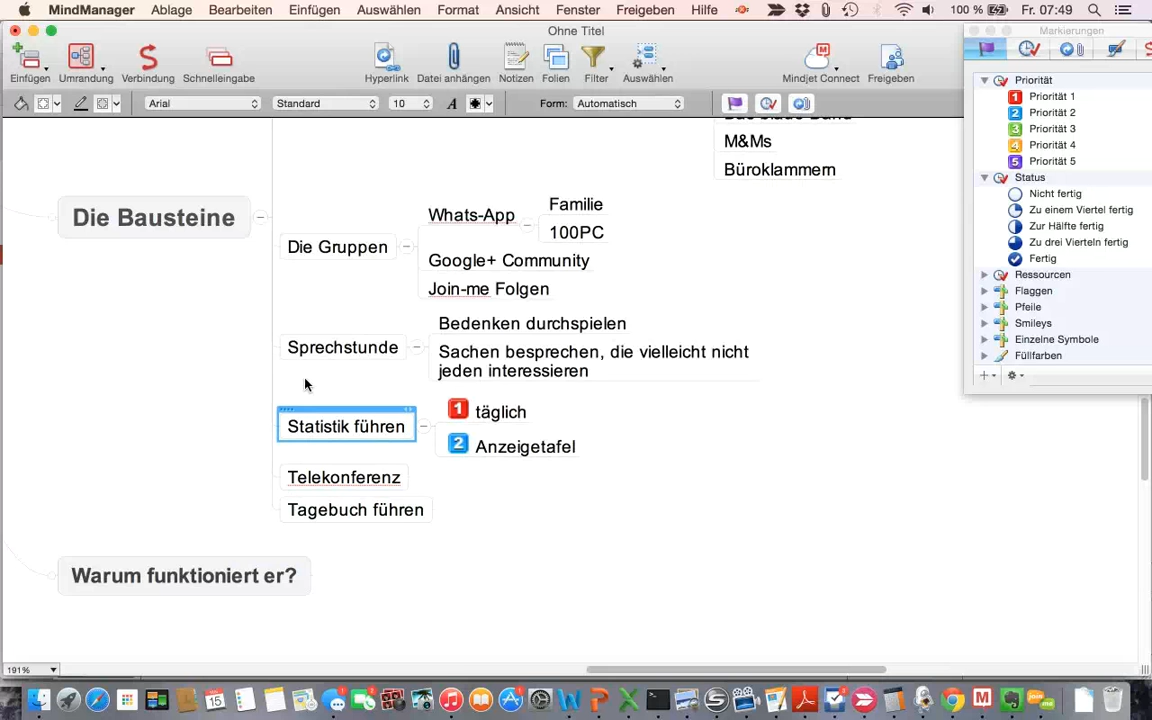 MindManager Ablage Bearbeiten Einfügen Auswählen Format Ansicht Fenster Freigeben Hilfe 100 % Fr. 07:49
Ohne Titel
Markierungen
Einfügen Umrandung Verbindung Schnelleingabe Hyperlink Datei anhängen Notizen Folien Filter Auswählen Mindjet Connect Freigeben
Arial Standard 10 A Form: Automatisch
Priorität
1 Priorität 1
2 Priorität 2
3 Priorität 3
4 Priorität 4
5 Priorität 5
Status
Nicht fertig
Zu einem Viertel fertig
Zur Hälfte fertig
Zu drei Vierteln fertig
Fertig
Ressourcen
Flaggen
Pfeile
Smileys
Einzelne Symbole
Füllfarben
M&Ms
Büroklammern
Die Bausteine
Die Gruppen
Whats-App
Familie
100PC
Google+ Community
Join-me Folgen
Sprechstunde
Bedenken durchspielen
Sachen besprechen, die vielleicht nicht
jeden interessieren
Statistik führen
1 täglich
2 Anzeigetafel
Telekonferenz
Tagebuch führen
Warum funktioniert er?
191%